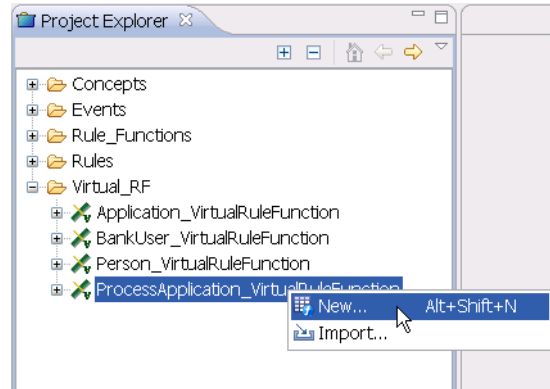 Project Explorer
Concepts
Events
Rule_Functions
Rules
Virtual_RF
Application_VirtualRuleFunction
BankUser_VirtualRuleFunction
Person_VirtualRuleFunction
ProcessApplication_VirtualRuleFunction
New... Alt+Shift+N
Import...